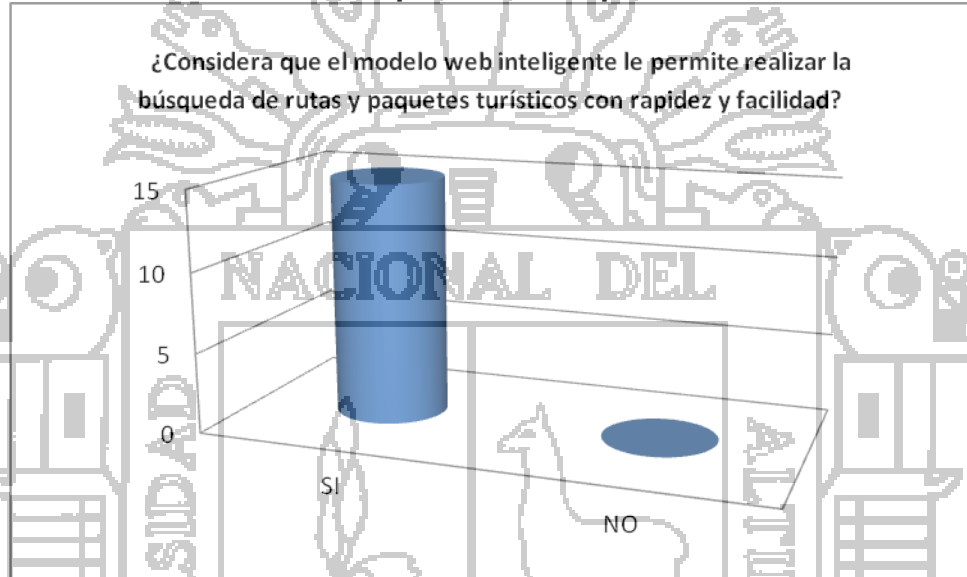 ¿Considera que el modelo web inteligente le permite realizar la
búsqueda de rutas y paquetes turísticos con rapidez y facilidad?
15
10
5
0
SI
NO
NACIONAL DEL